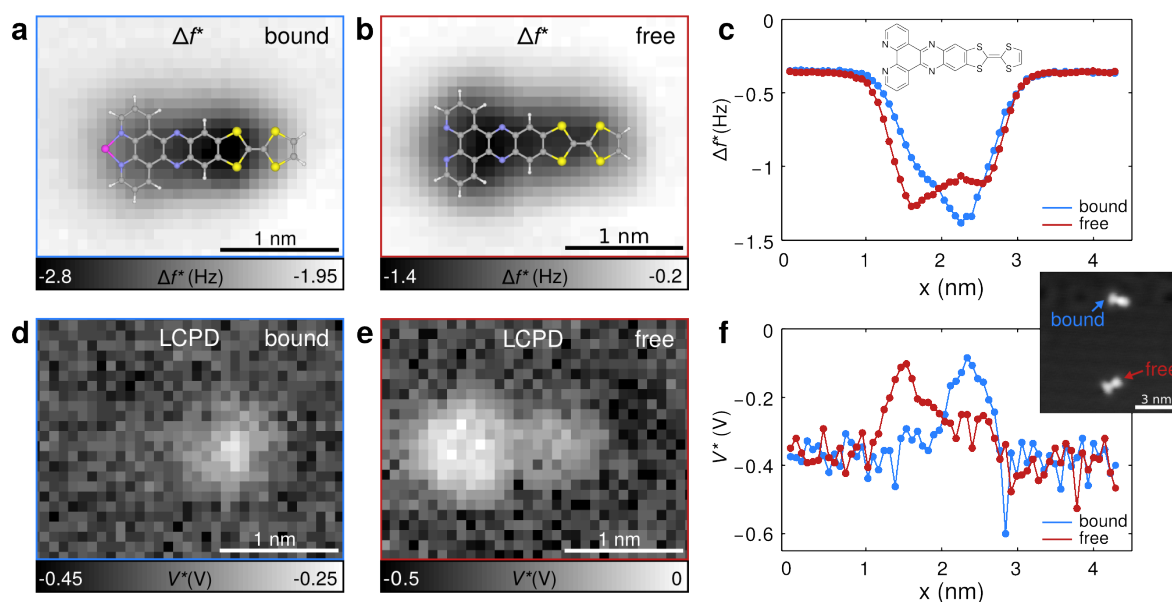 a
Δf*
bound
1 nm
-2.8
Δf* (Hz)
-1.95
b
Δf*
free
1 nm
-1.4
Δf* (Hz)
-0.2
c
0
−0.5
−1
−1.5
Δf* (Hz)
N
N
N
N
S
S
S
S
bound
free
0
1
2
3
4
x (nm)
d
LCPD
bound
1 nm
-0.45
V*(V)
-0.25
e
LCPD
free
1 nm
-0.5
V*(V)
0
f
0
−0.2
−0.4
−0.6
V* (V)
bound
free
0
1
2
3
4
x (nm)
bound
free
3 nm